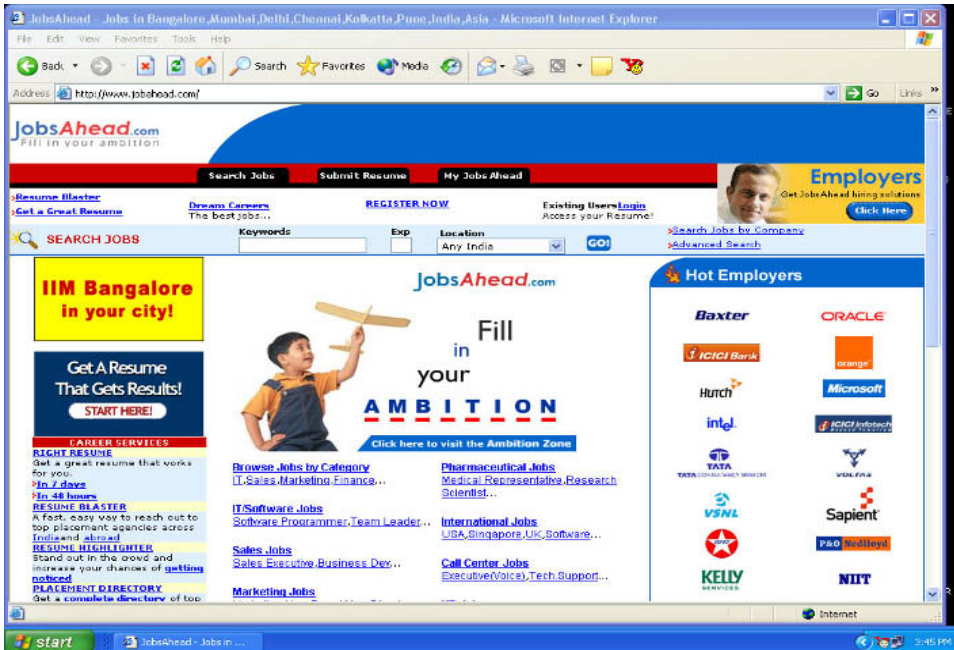 JobsAhead - Jobs in Bangalore,Mumbai,Delhi,Chennai,Kolkatta,Pune,India,Asia - Microsoft Internet Explorer
File Edit View Favorites Tools Help
Back Search Favorites Media
Address http://www.jobahead.com/ Go Links
JobsAhead.com
Fill in your ambition
Search Jobs Submit Resume My Jobs Ahead
Employers
Get JobsAhead hiring solutions
Click Here
Resume Blaster
Get a Great Resume
Dream Careers
The best jobs...
REGISTER NOW
Existing Users Login
Access your Resume!
SEARCH JOBS
Keywords Exp Location
Any India GO!
Search Jobs by Company
Advanced Search
IIM Bangalore
in your city!
Get A Resume
That Gets Results!
START HERE!
CAREER SERVICES
RIGHT RESUME
Get a great resume that works
for you.
In 7 days
In 48 hours
RESUME BLASTER
A fast, easy way to reach out to
top placement agencies across
Indiaand abroad
RESUME HIGHLIGHTER
Stand out in the crowd and
increase your chances of getting
noticed
PLACEMENT DIRECTORY
Get a complete directory of top
JobsAhead.com
Fill
in
your
AMBITION
Click here to visit the Ambition Zone
Browse Jobs by Category
IT,Sales,Marketing,Finance...
IT/Software Jobs
Software Programmer,Team Leader...
Sales Jobs
Sales Executive,Business Dev...
Marketing Jobs
Pharmaceutical Jobs
Medical Representative,Research
Scientist...
International Jobs
USA,Singapore,UK,Software...
Call Center Jobs
Executive(Voice),Tech.Support...
Hot Employers
Baxter ORACLE
ICICI Bank orange
HUTCH Microsoft
intel. ICICI Infotech
TATA VOLTAS
TATA CONSULTANCY SERVICES
VSNL Sapient
P&O Nedlloyd
KELLY NIIT
SERVICES
Internet
start JobsAhead - Jobs in ... 3:45 PM